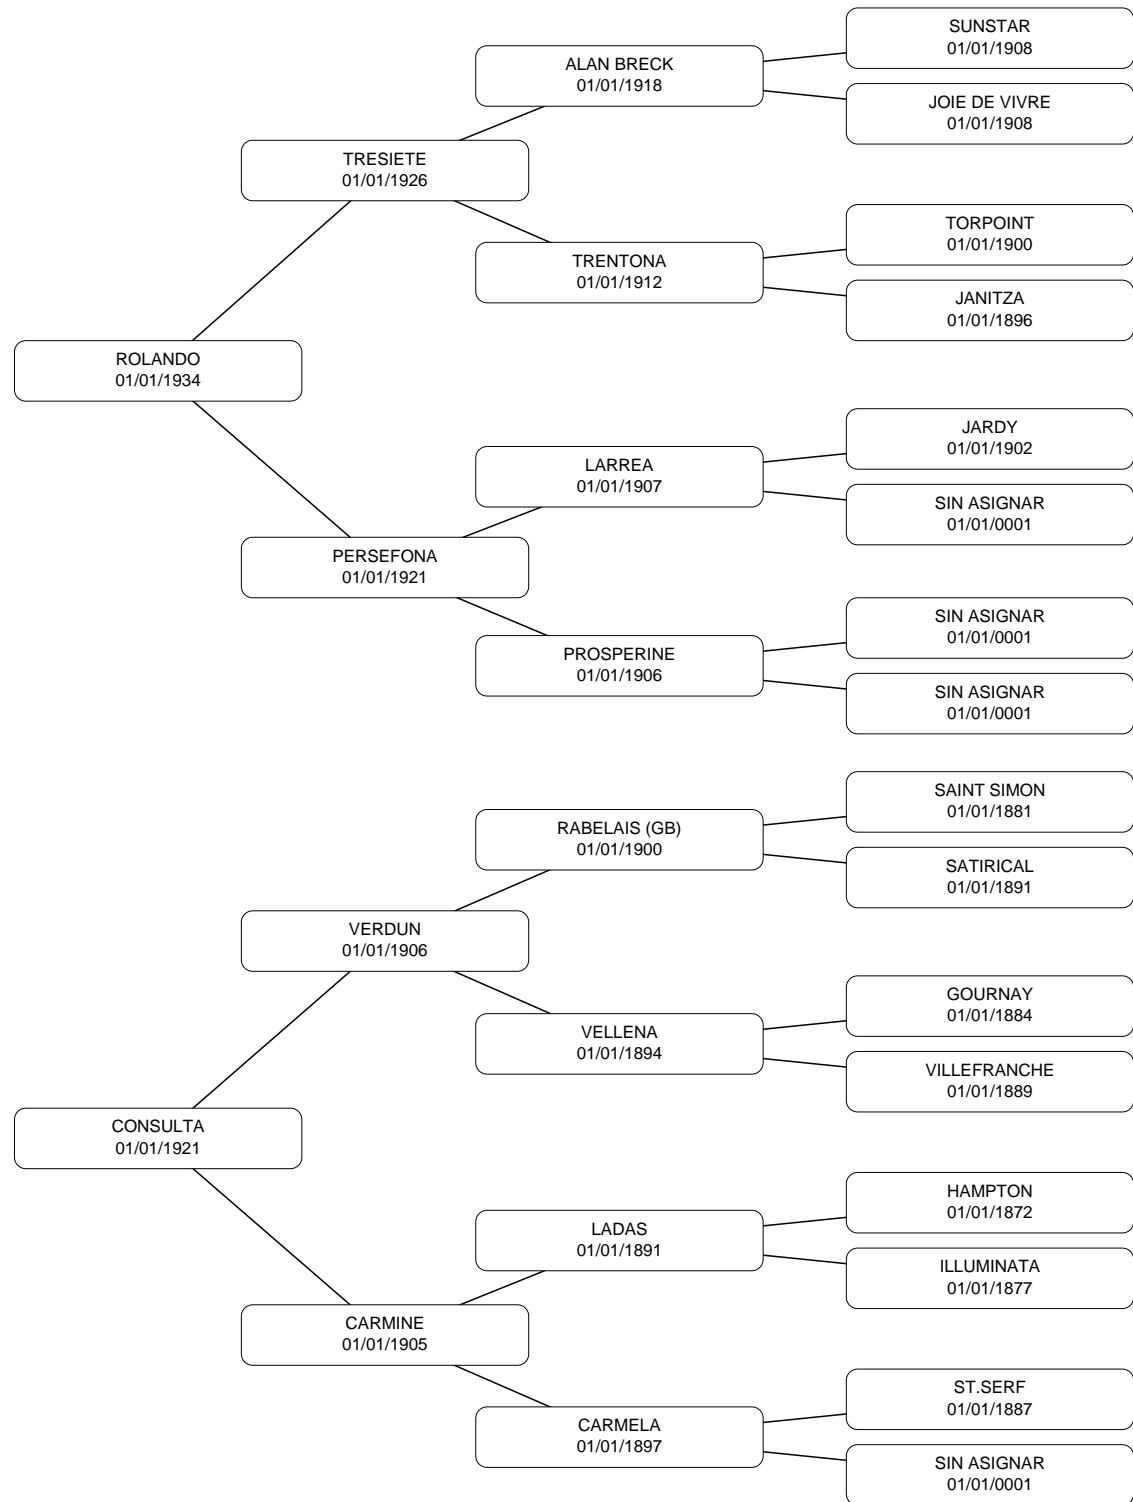 SUNSTAR
01/01/1908
ALAN BRECK
01/01/1918
JOIE DE VIVRE
01/01/1908
TRESIETE
01/01/1926
TORPOINT
01/01/1900
TRENTONA
01/01/1912
JANITZA
01/01/1896
ROLANDO
01/01/1934
JARDY
01/01/1902
LARREA
01/01/1907
SIN ASIGNAR
01/01/0001
PERSEFONA
01/01/1921
SIN ASIGNAR
01/01/0001
PROSPERINE
01/01/1906
SIN ASIGNAR
01/01/0001
SAINT SIMON
01/01/1881
RABELAIS (GB)
01/01/1900
SATIRICAL
01/01/1891
VERDUN
01/01/1906
GOURNAY
01/01/1884
VELLENA
01/01/1894
VILLEFRANCHE
01/01/1889
CONSULTA
01/01/1921
HAMPTON
01/01/1872
LADAS
01/01/1891
ILLUMINATA
01/01/1877
CARMINE
01/01/1905
ST.SERF
01/01/1887
CARMELA
01/01/1897
SIN ASIGNAR
01/01/0001